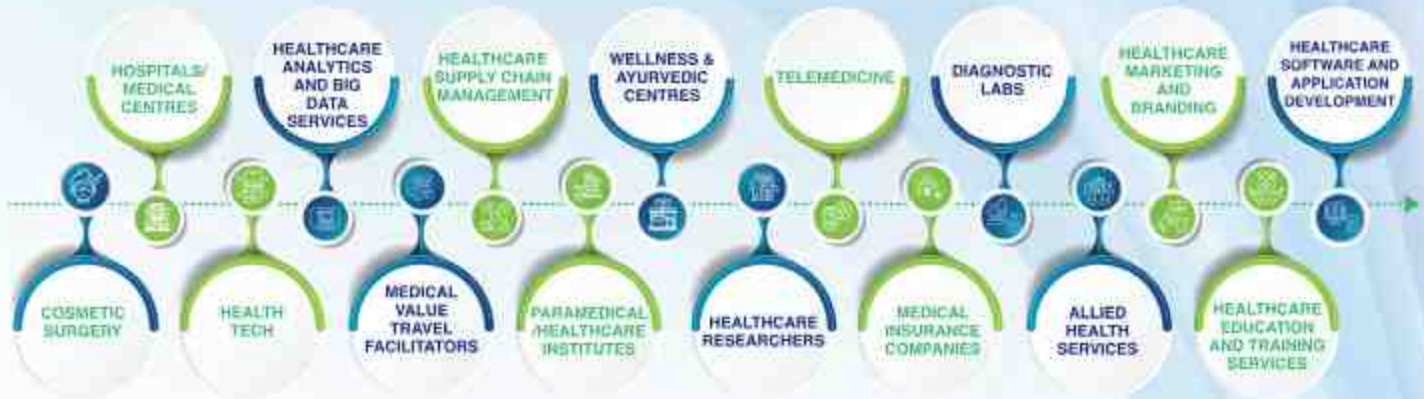 HOSPITALS/
MEDICAL
CENTRES
HEALTHCARE
ANALYTICS
AND BIG
DATA
SERVICES
HEALTHCARE
SUPPLY CHAIN
MANAGEMENT
WELLNESS &
AYURVEDIC
CENTRES
TELEMEDICINE
DIAGNOSTIC
LABS
HEALTHCARE
MARKETING
AND
BRANDING
HEALTHCARE
SOFTWARE AND
APPLICATION
DEVELOPMENT
COSMETIC
SURGERY
HEALTH
TECH
MEDICAL
VALUE
TRAVEL
FACILITATORS
PARAMEDICAL
/HEALTHCARE
INSTITUTES
HEALTHCARE
RESEARCHERS
MEDICAL
INSURANCE
COMPANIES
ALLIED
HEALTH
SERVICES
HEALTHCARE
EDUCATION
AND TRAINING
SERVICES